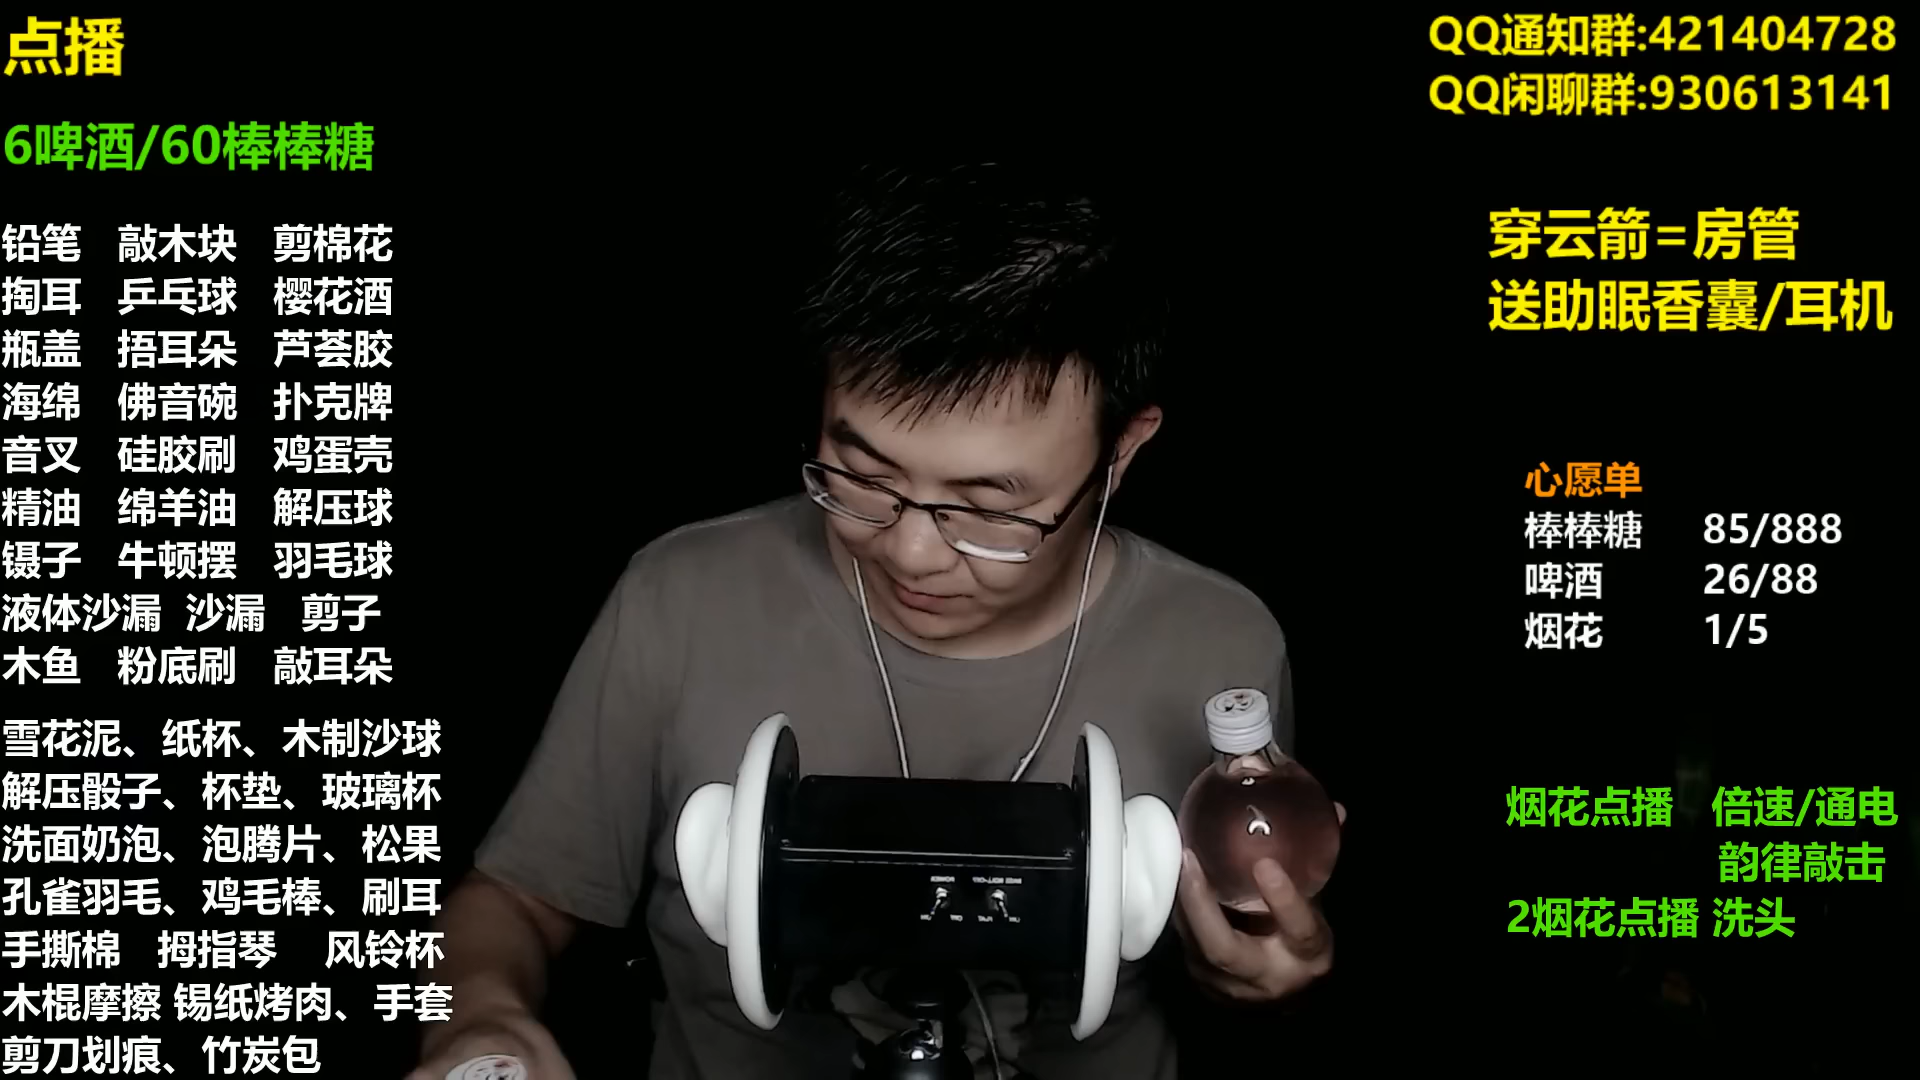 点播
6啤酒/60棒棒糖
铅笔 敲木块 剪棉花
掏耳 乒乓球 樱花酒
瓶盖 捂耳朵 芦荟胶
海绵 佛音碗 扑克牌
音叉 硅胶刷 鸡蛋壳
精油 绵羊油 解压球
镊子 牛顿摆 羽毛球
液体沙漏 沙漏 剪子
木鱼 粉底刷 敲耳朵
雪花泥、纸杯、木制沙球
解压骰子、杯垫、玻璃杯
洗面奶泡、泡腾片、松果
孔雀羽毛、鸡毛棒、刷耳
手撕棉 拇指琴 风铃杯
木棍摩擦 锡纸烤肉、手套
剪刀划痕、竹炭包
QQ通知群:421404728
QQ闲聊群:930613141
穿云箭=房管
送助眠香囊/耳机
心愿单
棒棒糖 85/888
啤酒 26/88
烟花 1/5
烟花点播 倍速/通电
韵律敲击
2烟花点播 洗头